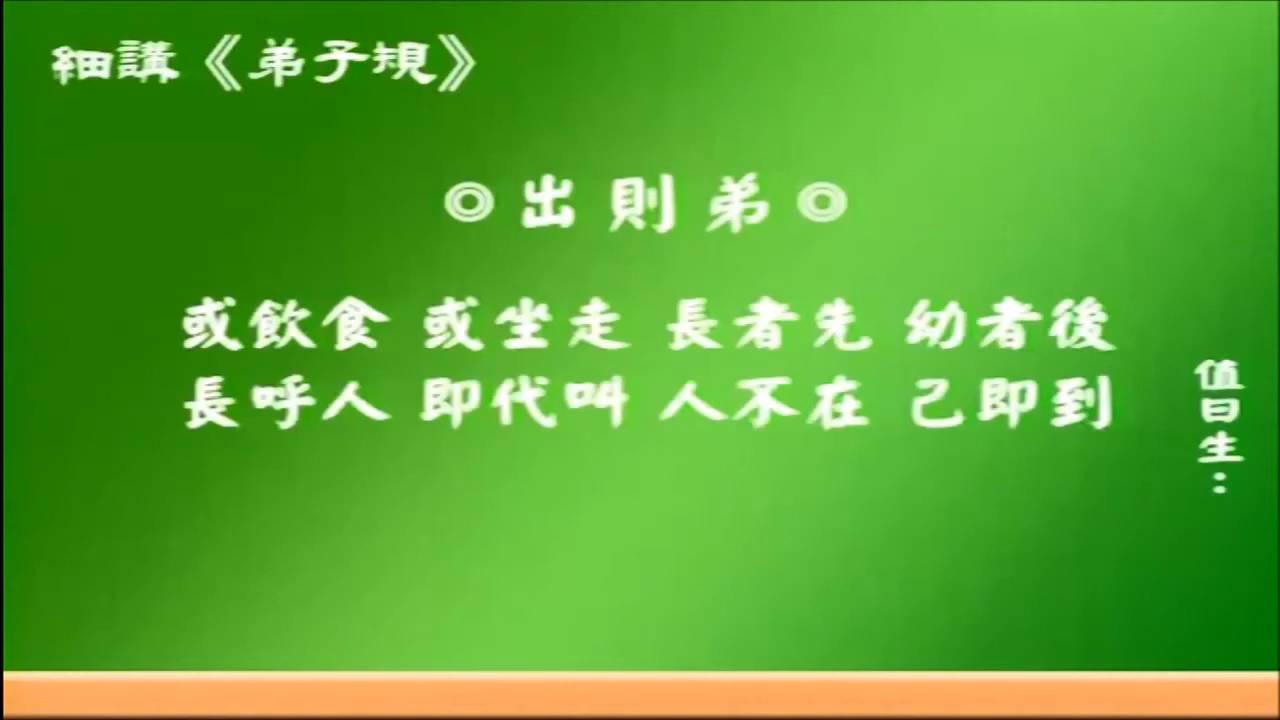 細講《弟子規》
◎出則弟◎
或飲食 或坐走 長者先 幼者後
長呼人 即代叫 人不在 己即到
值日生：